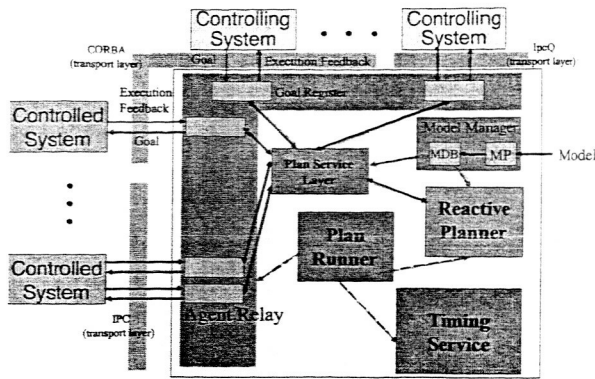 Controlling
System
Controlling
System
CORBA
(transport layer)
Goal
Execution Feedback
Execution Feedback
IpcQ
(transport layer)
Execution
Feedback
Goal Register
Controlled
System
Goal
Model Manager
MDB
MP
Model
Plan Service
Layer
Reactive
Planner
Plan
Runner
Controlled
System
Agent Relay
Timing
Service
IPC
(transport layer)